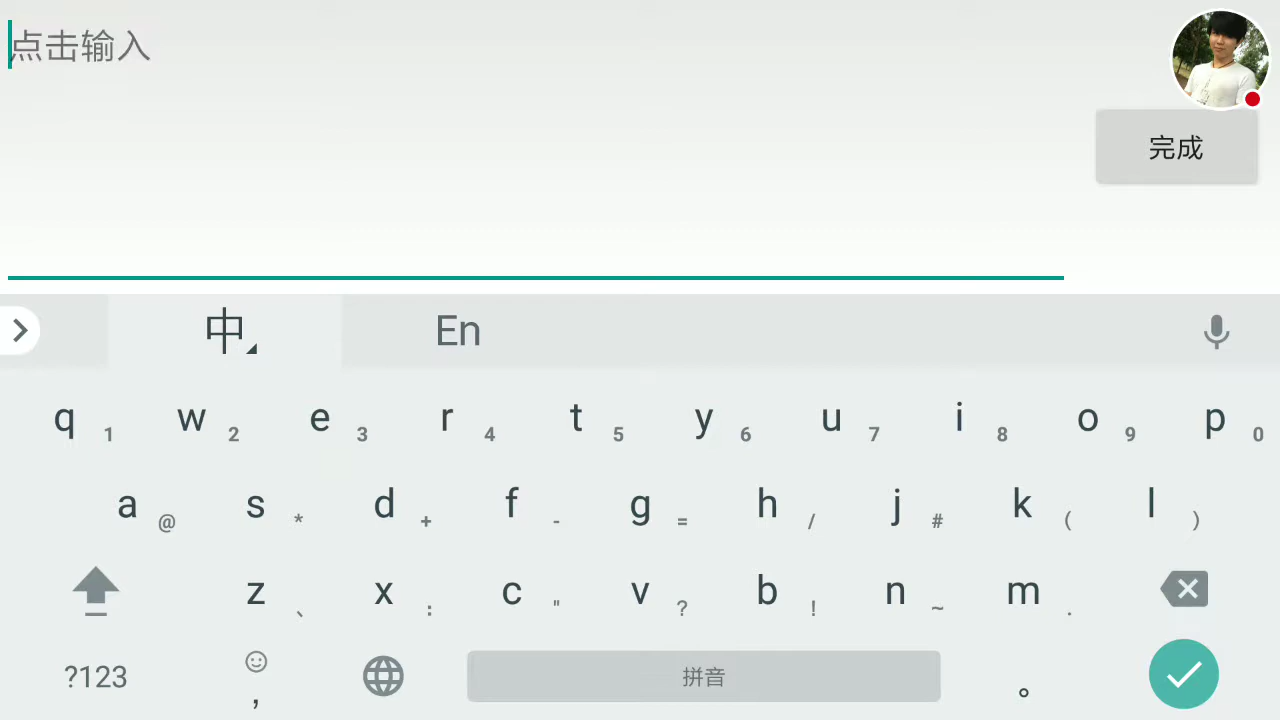 点击输入
完成
中 En
q 1 w 2 e 3 r 4 t 5 y 6 u 7 i 8 o 9 p 0
a @ s * d + f - g = h / j # k ( l )
z 、 x : c " v ? b ! n ~ m .
?123 , 拼音 。